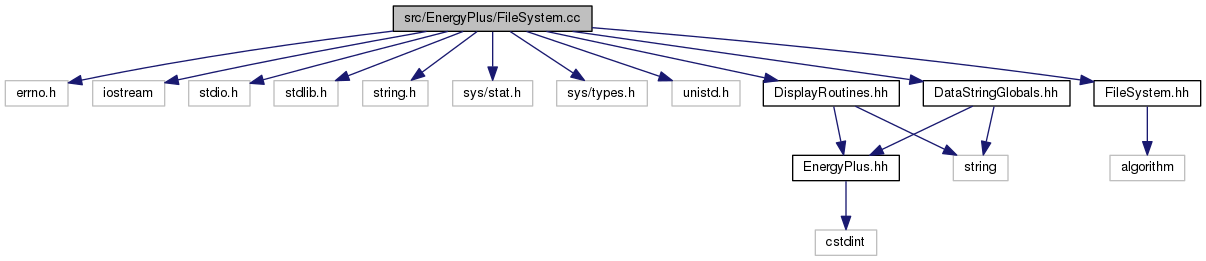 src/EnergyPlus/FileSystem.cc
errno.h
iostream
stdio.h
stdlib.h
string.h
sys/stat.h
sys/types.h
unistd.h
DisplayRoutines.hh
DataStringGlobals.hh
FileSystem.hh
EnergyPlus.hh
string
algorithm
cstdint